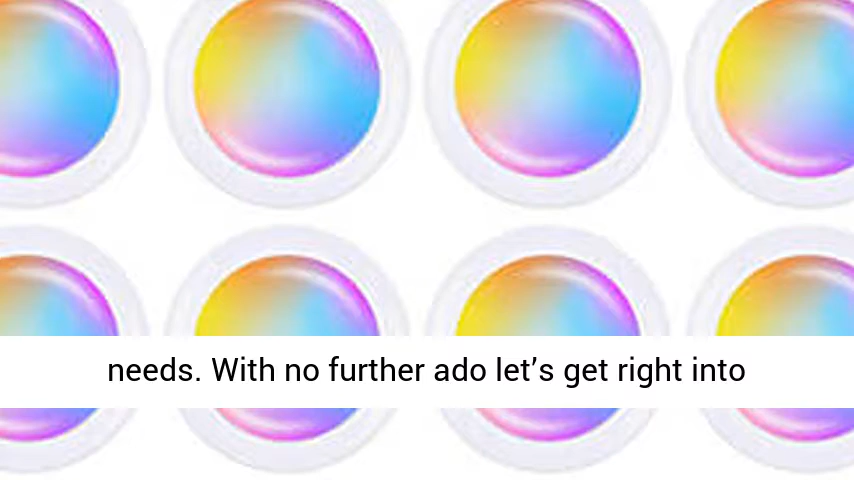 needs. With no further ado let’s get right into